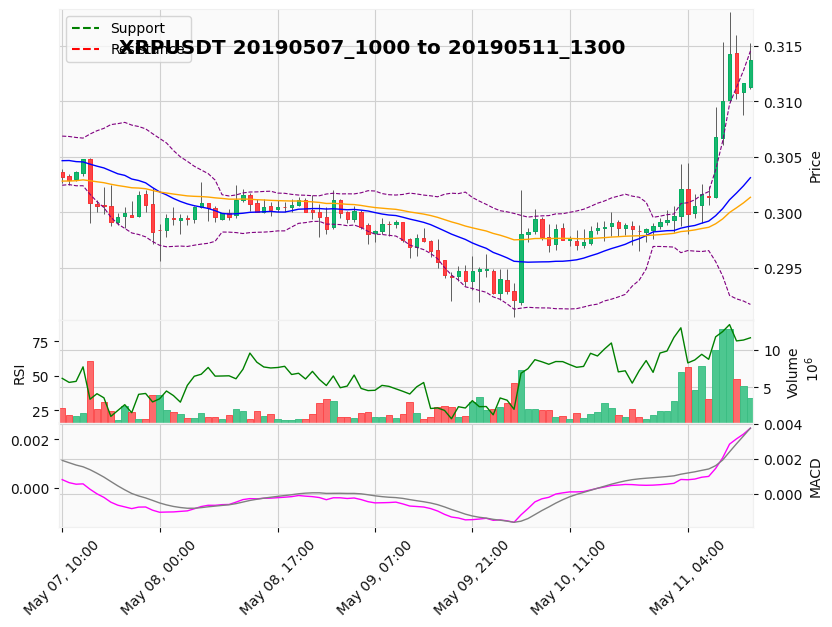 Support
Resistance
XRPUSDT 20190507_1000 to 20190511_1300
0.315
0.310
0.305
0.300
0.295
Price
75
50
25
RSI
10
5
Volume
10^6
0.002
0.000
0.004
0.002
0.000
MACD
May 07, 10:00
May 08, 00:00
May 08, 17:00
May 09, 07:00
May 09, 21:00
May 10, 11:00
May 11, 04:00